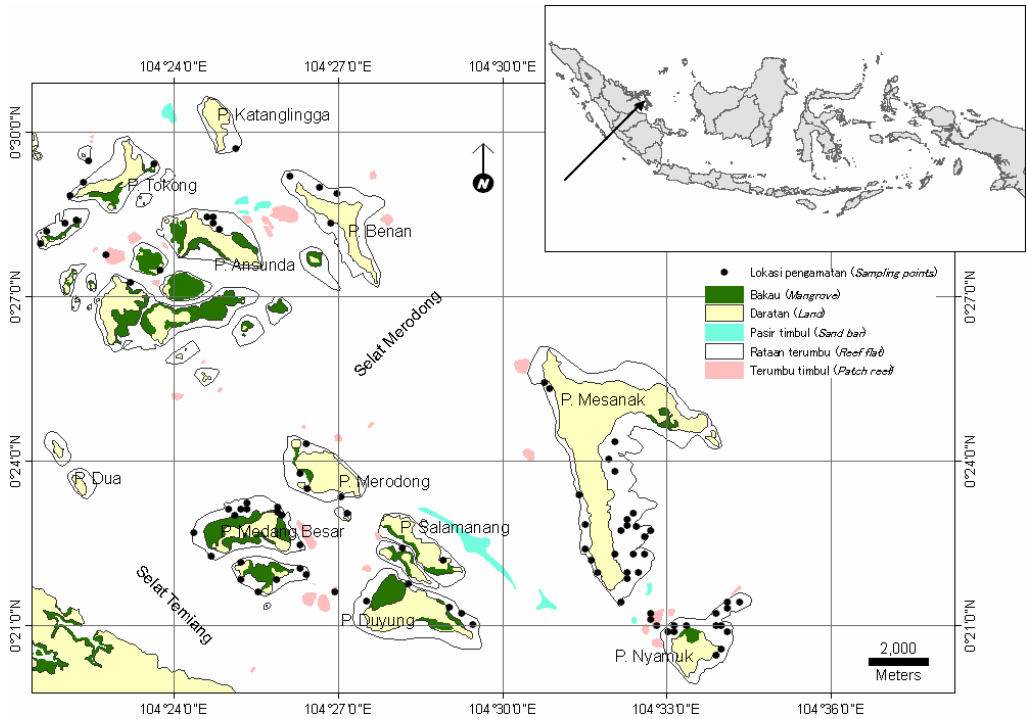 104°24'0"E 104°27'0"E 104°30'0"E
0°30'0"N
0°27'0"N
0°24'0"N
0°21'0"N
P. Katanglingga
P. Tokong
P. Benan
P. Ansunda
Selat Merodong
P. Dua
P. Merodong
P. Medang Besar
P. Salamanang
Selat Temiang
P. Duyung
P. Mesanak
P. Nyamuk
N
Lokasi pengamatan (Sampling points)
Bakau (Mangrove)
Daratan (Land)
Pasir timbul (Sand bar)
Rataan terumbu (Reef flat)
Terumbu timbul (Patch reef)
0°27'0"N
0°24'0"N
0°21'0"N
2,000
Meters
104°24'0"E 104°27'0"E 104°30'0"E 104°33'0"E 104°36'0"E